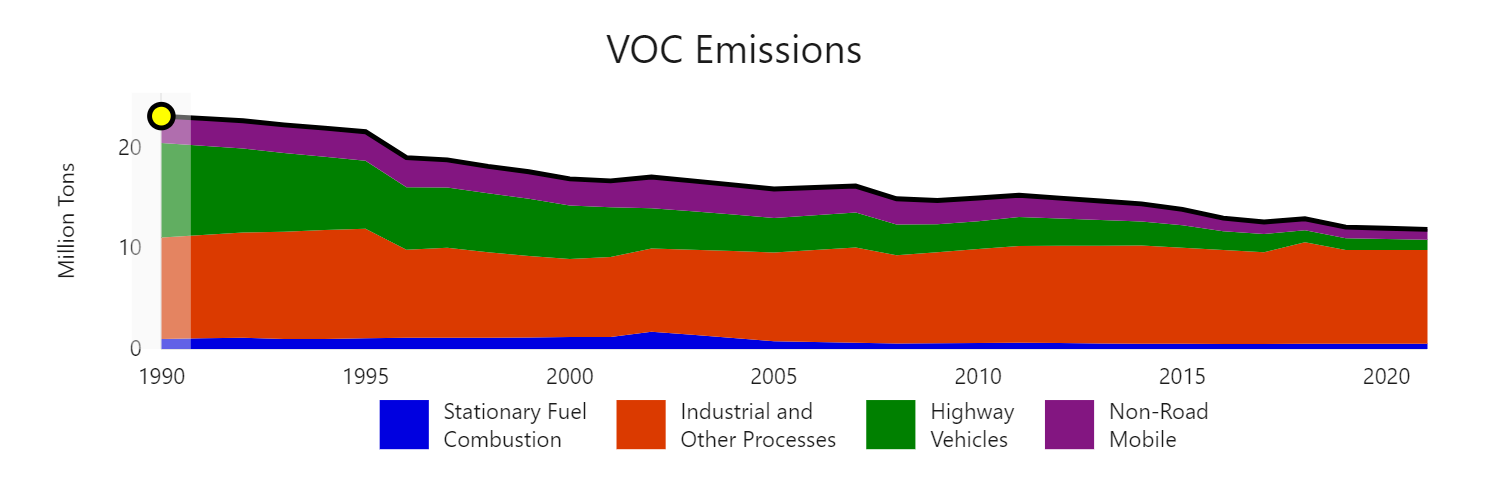 VOC Emissions
Million Tons
20
10
0
1990 1995 2000 2005 2010 2015 2020
Stationary Fuel
Combustion
Industrial and
Other Processes
Highway
Vehicles
Non-Road
Mobile